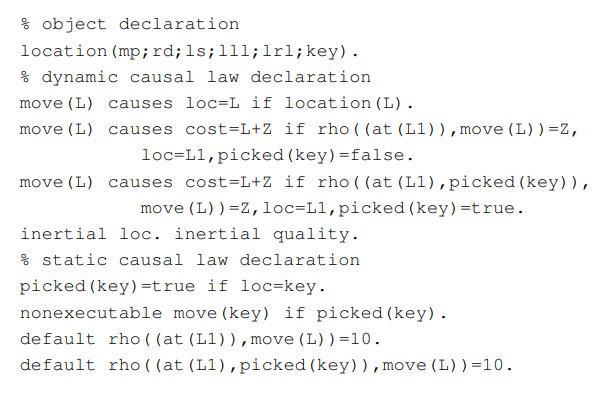 % object declaration
location(mp;rd;ls;lll;lrl;key).
% dynamic causal law declaration
move(L) causes loc=L if location(L).
move(L) causes cost=L+Z if rho((at(L1)),move(L))=Z,
loc=L1,picked(key)=false.
move(L) causes cost=L+Z if rho((at(L1),picked(key)),
move(L))=Z,loc=L1,picked(key)=true.
inertial loc. inertial quality.
% static causal law declaration
picked(key)=true if loc=key.
nonexecutable move(key) if picked(key).
default rho((at(L1)),move(L))=10.
default rho((at(L1),picked(key)),move(L))=10.